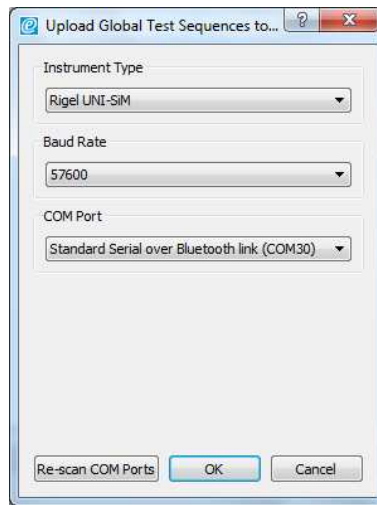 Upload Global Test Sequences to...
Instrument Type
Rigel UNI-SiM
Baud Rate
57600
COM Port
Standard Serial over Bluetooth link (COM30)
Re-scan COM Ports OK Cancel